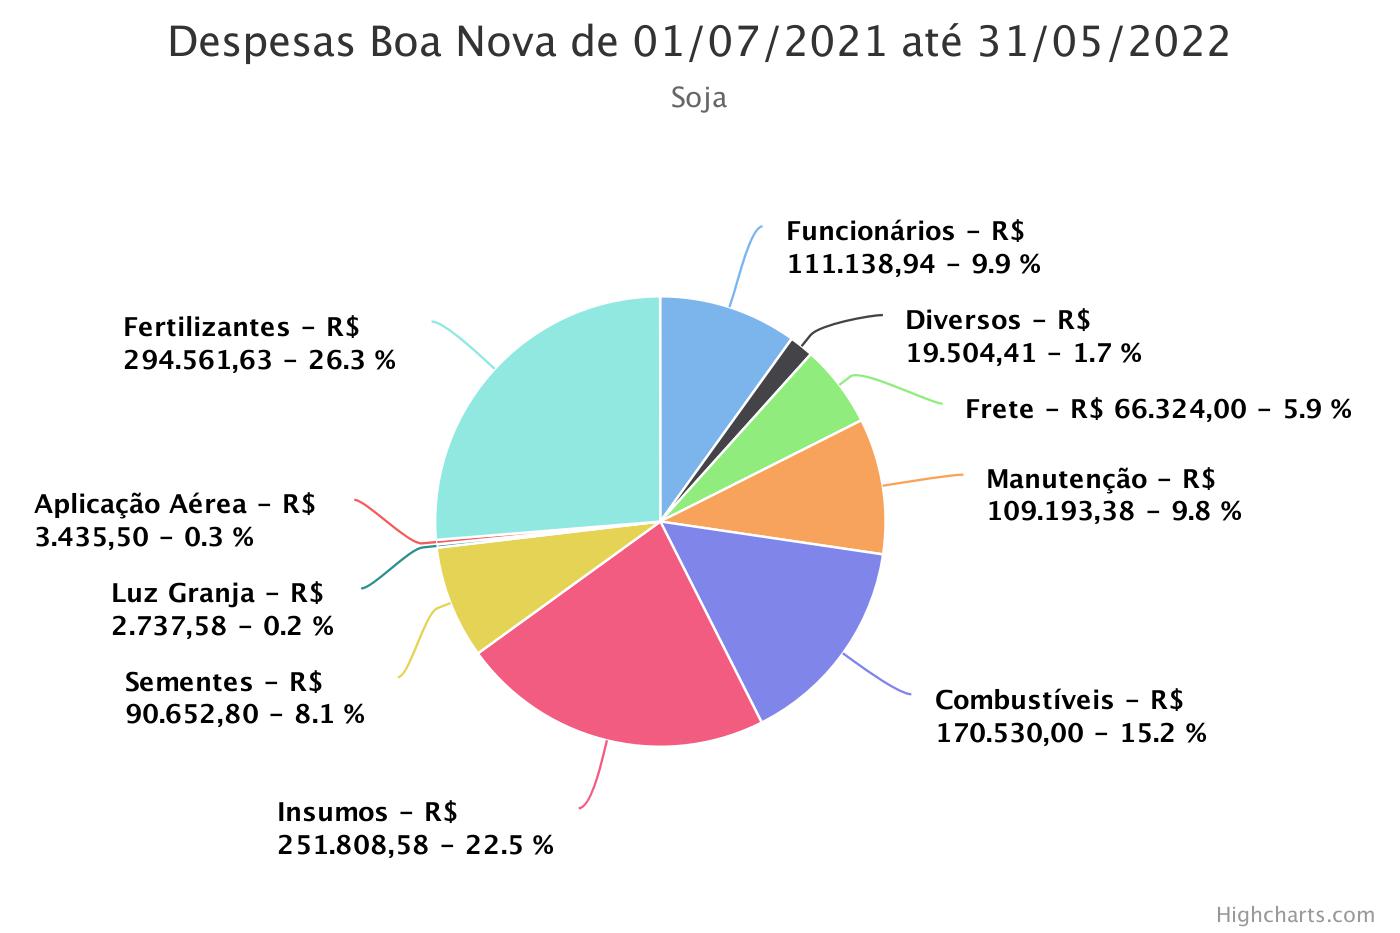 Despesas Boa Nova de 01/07/2021 até 31/05/2022
Soja
Funcionários – R$
111.138,94 – 9.9 %
Diversos – R$
19.504,41 – 1.7 %
Frete – R$ 66.324,00 – 5.9 %
Manutenção – R$
109.193,38 – 9.8 %
Combustíveis – R$
170.530,00 – 15.2 %
Insumos – R$
251.808,58 – 22.5 %
Sementes – R$
90.652,80 – 8.1 %
Luz Granja – R$
2.737,58 – 0.2 %
Aplicação Aérea – R$
3.435,50 – 0.3 %
Fertilizantes – R$
294.561,63 – 26.3 %
Highcharts.com